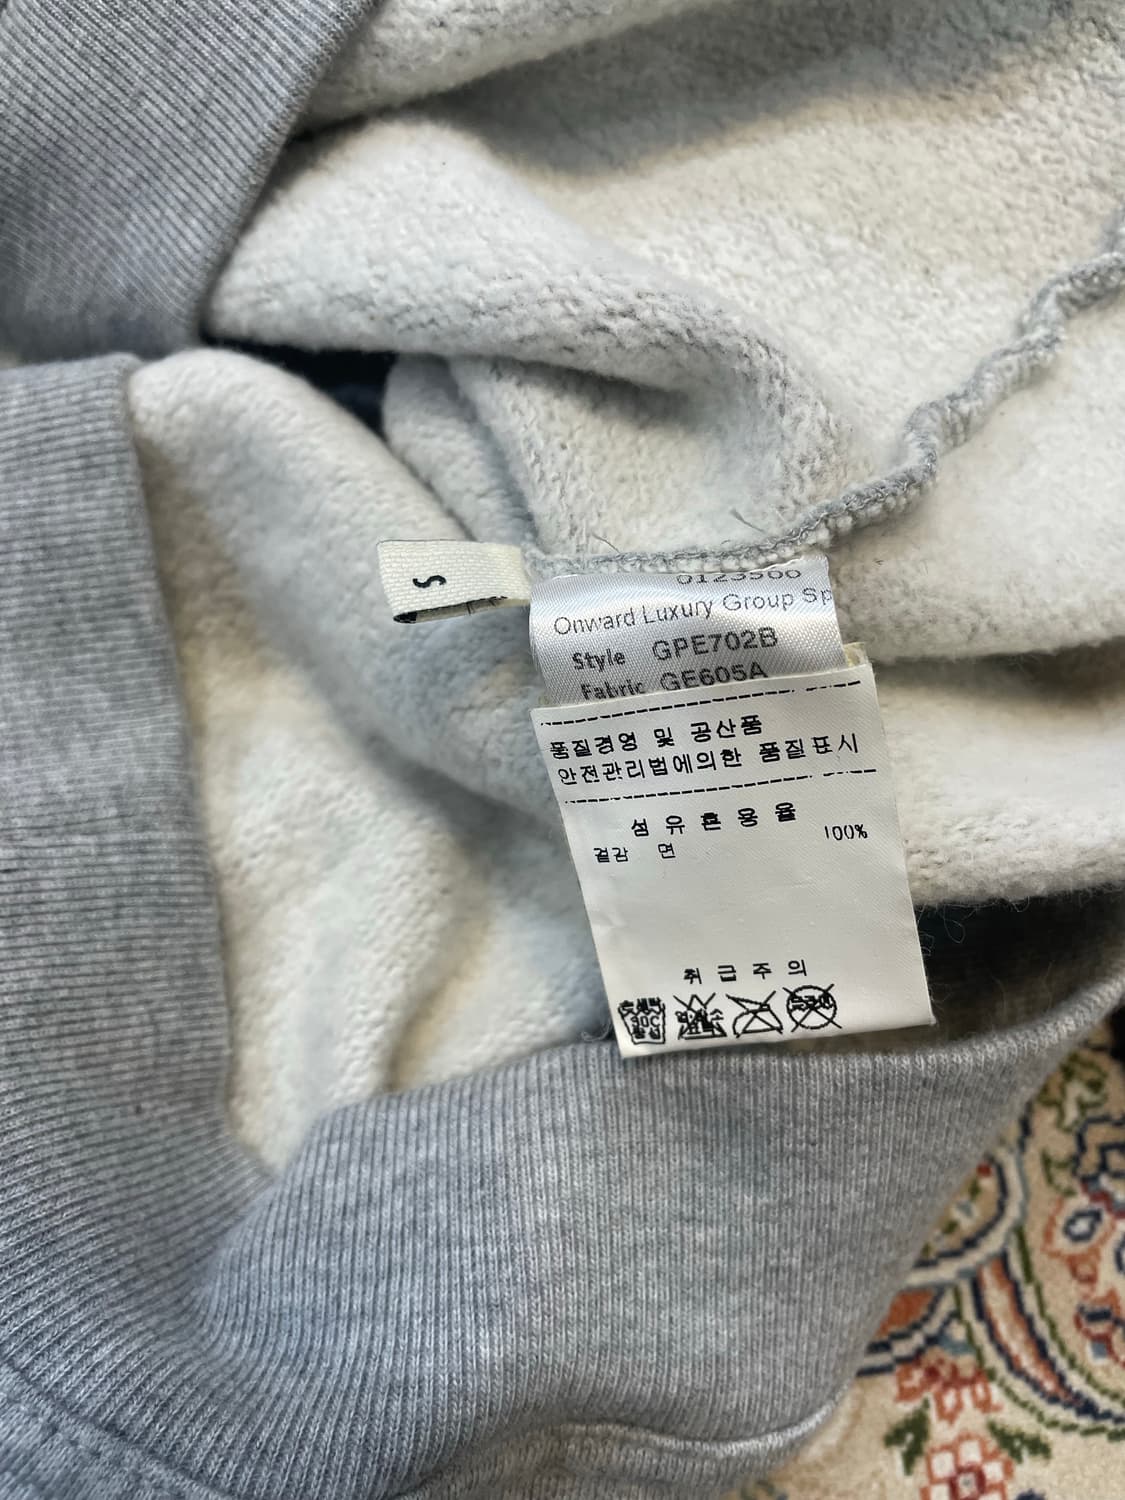 S
0123566
Onward Luxury Group Sp
Style GPE702B
Fabric GE605A
품질경영 및 공산품
안전관리법에의한 품질표시
섬유혼용율
겉감 면 100%
취급주의